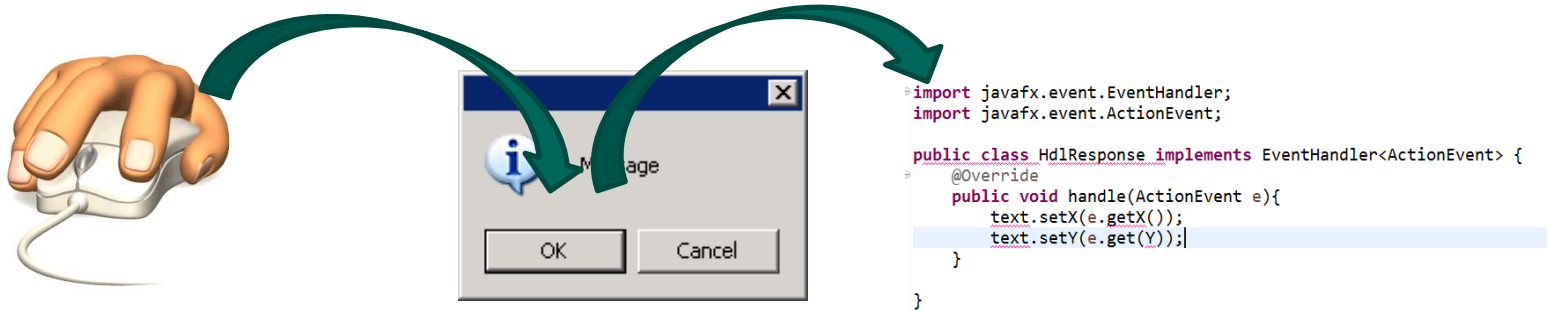 OK
Cancel
import javafx.event.EventHandler;
import javafx.event.ActionEvent;
public class HdlResponse implements EventHandler<ActionEvent> {
@Override
public void handle(ActionEvent e){
text.setX(e.getX());
text.setY(e.get(Y));
}
}